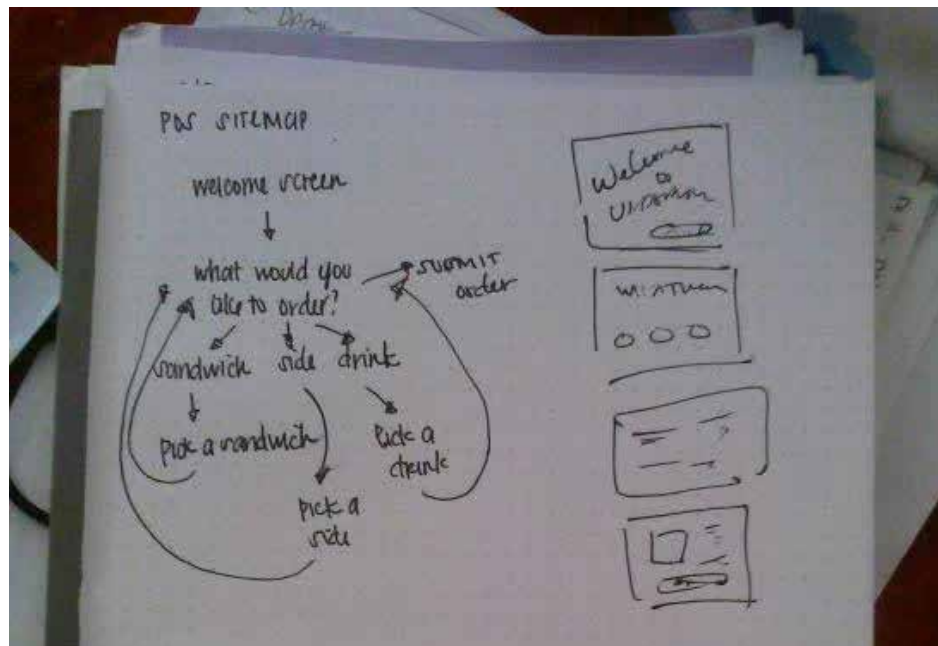 POS SITEMAP
welcome screen
what would you
like to order?
SUBMIT
order
sandwich side drink
Pick a sandwich
Pick a
drink
pick a
side
Welcome
to